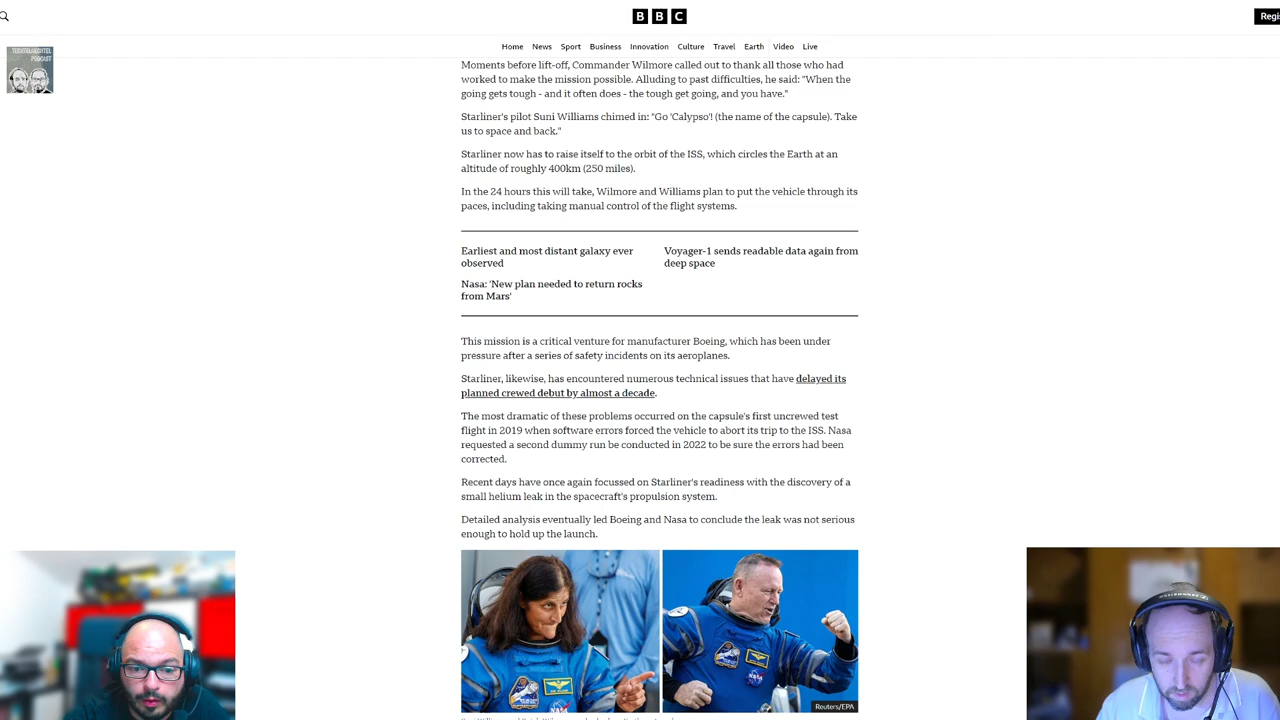 BBC
Regi
Home News Sport Business Innovation Culture Travel Earth Video Live
TECHTELMECHTEL
PODCAST
Moments before lift-off, Commander Wilmore called out to thank all those who had
worked to make the mission possible. Alluding to past difficulties, he said: "When the
going gets tough - and it often does - the tough get going, and you have."
Starliner's pilot Suni Williams chimed in: "Go 'Calypso'! (the name of the capsule). Take
us to space and back."
Starliner now has to raise itself to the orbit of the ISS, which circles the Earth at an
altitude of roughly 400km (250 miles).
In the 24 hours this will take, Wilmore and Williams plan to put the vehicle through its
paces, including taking manual control of the flight systems.
Earliest and most distant galaxy ever
observed
Voyager-1 sends readable data again from
deep space
Nasa: 'New plan needed to return rocks
from Mars'
This mission is a critical venture for manufacturer Boeing, which has been under
pressure after a series of safety incidents on its aeroplanes.
Starliner, likewise, has encountered numerous technical issues that have delayed its
planned crewed debut by almost a decade.
The most dramatic of these problems occurred on the capsule's first uncrewed test
flight in 2019 when software errors forced the vehicle to abort its trip to the ISS. Nasa
requested a second dummy run be conducted in 2022 to be sure the errors had been
corrected.
Recent days have once again focussed on Starliner's readiness with the discovery of a
small helium leak in the spacecraft's propulsion system.
Detailed analysis eventually led Boeing and Nasa to conclude the leak was not serious
enough to hold up the launch.
NASA
Reuters/EPA